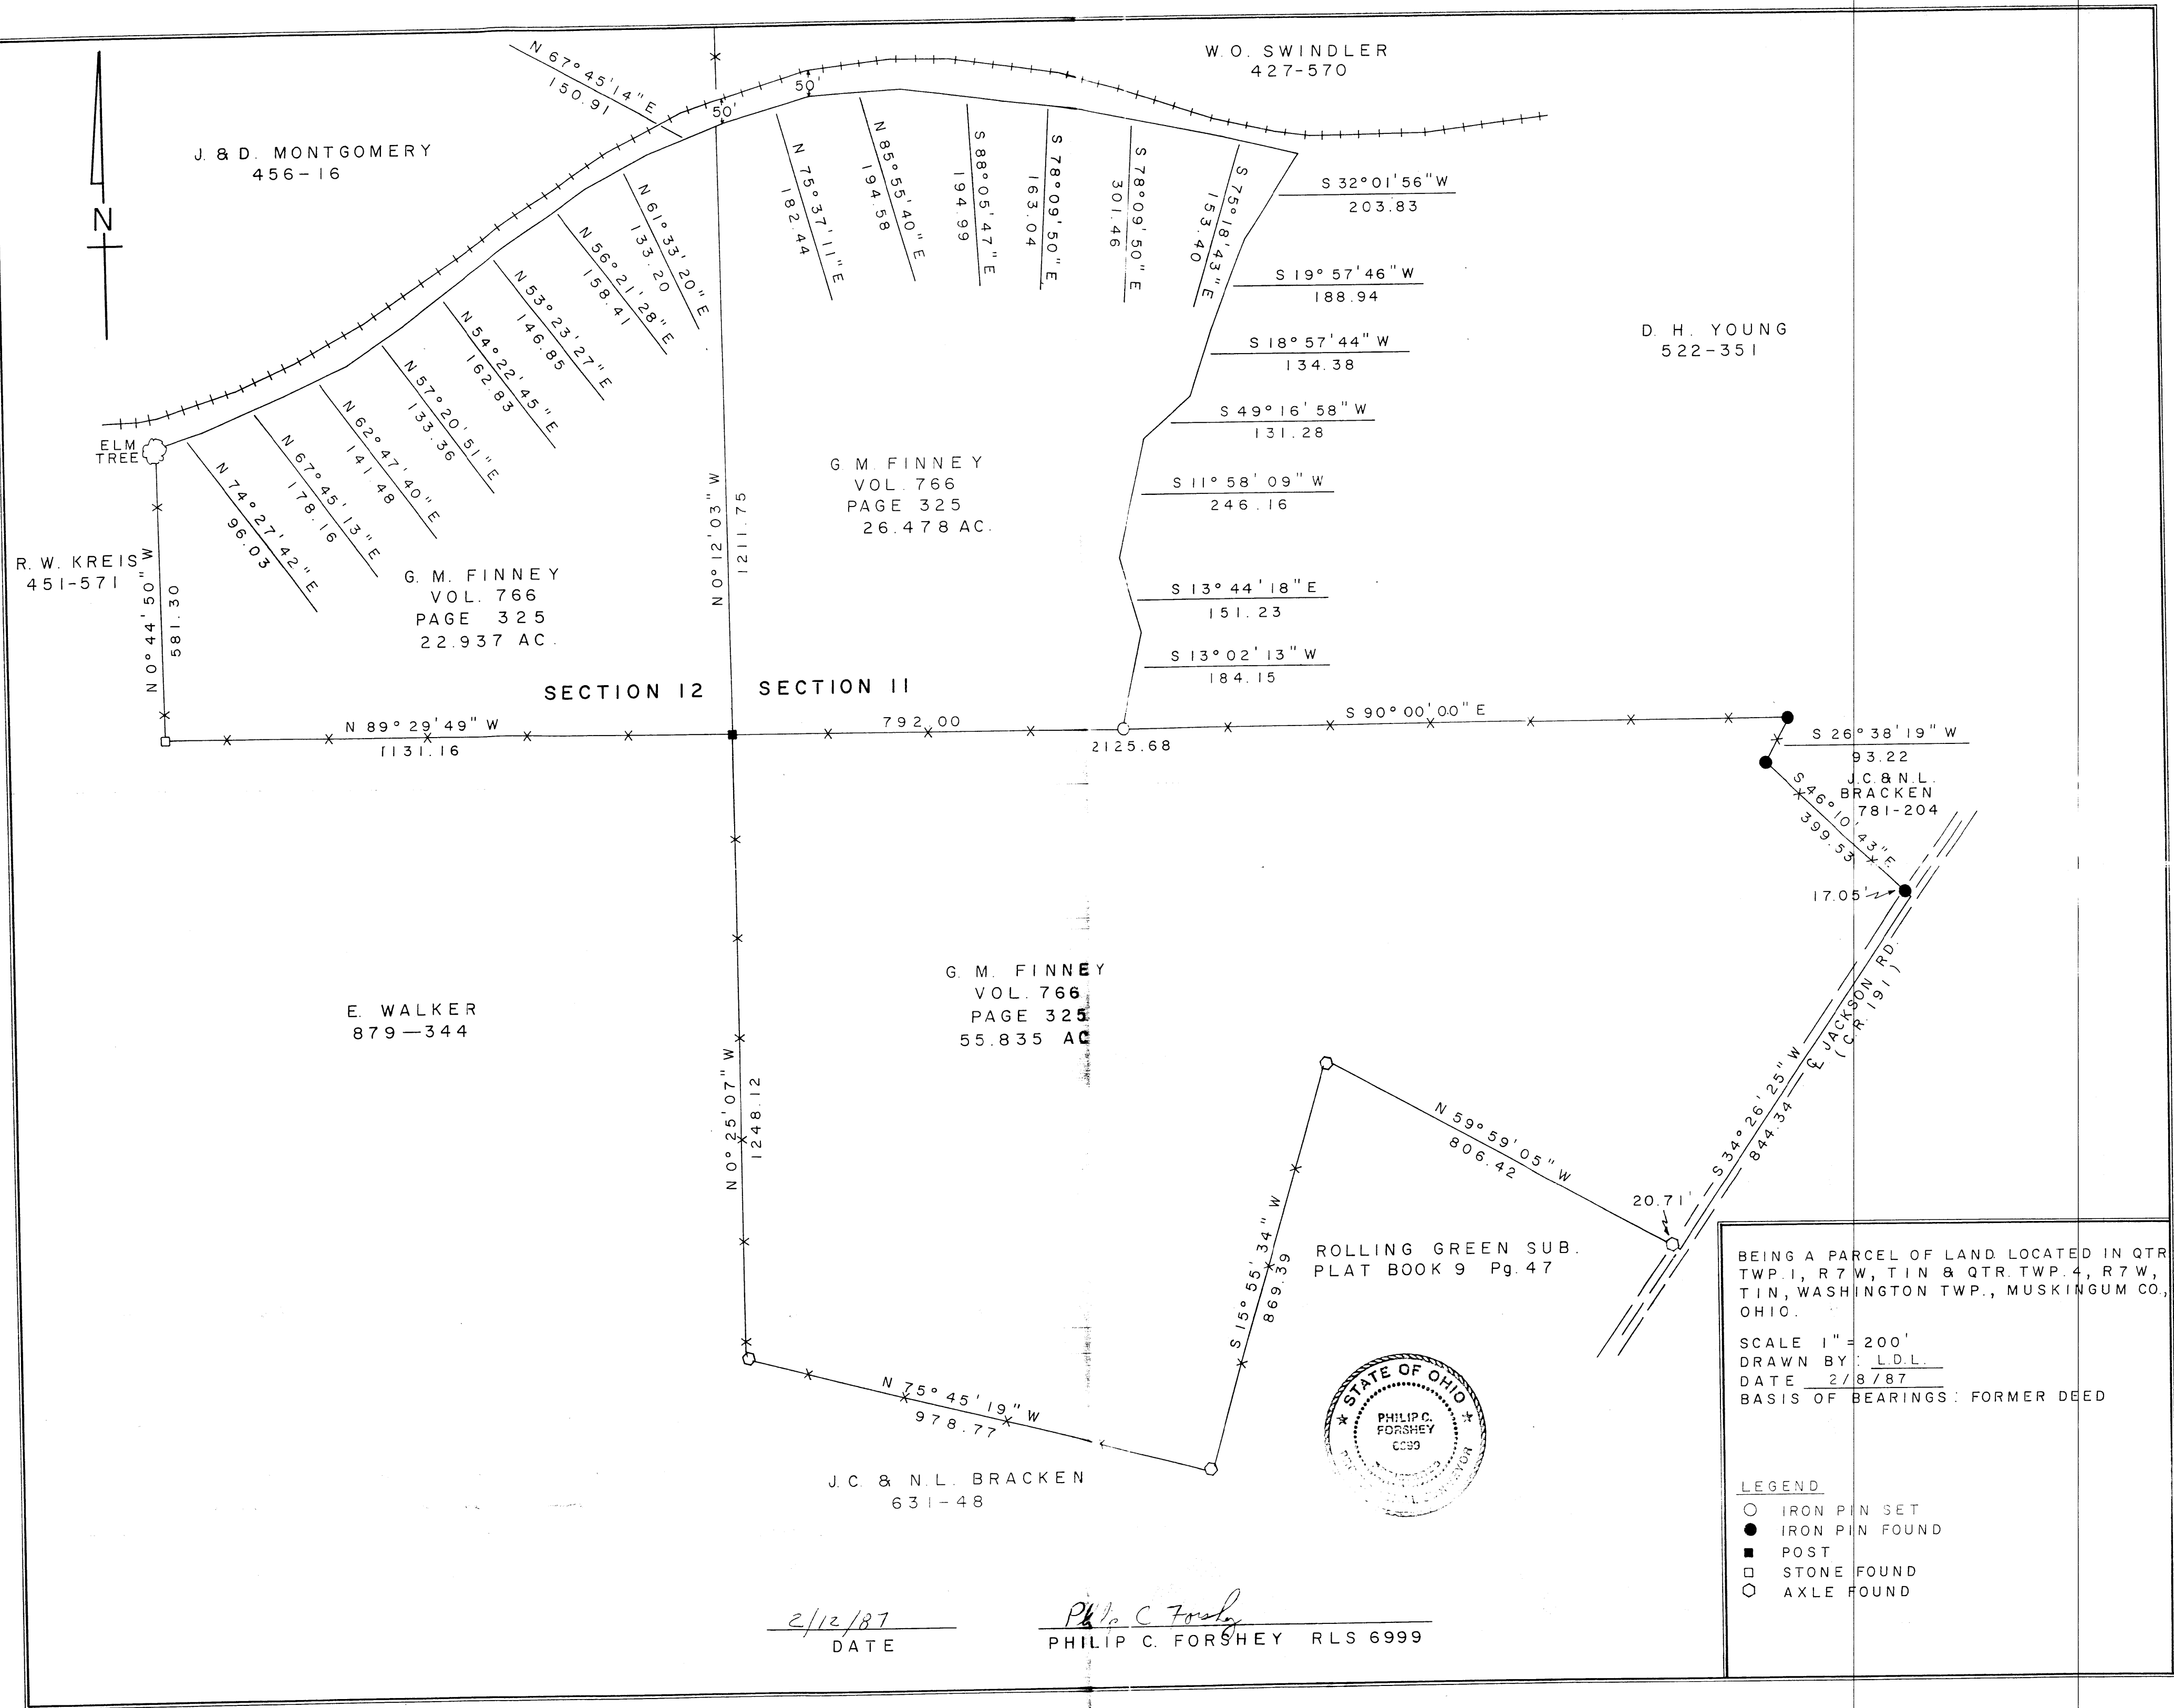 W. O. SWINDLER
427-570
N 67°45'14" E
150.91
50'
50'
J. & D. MONTGOMERY
456-16
N
ELM
TREE
N 74°27'42" E
96.03
N 67°45'13" E
178.16
N 62°47'40" E
141.48
N 57°20'51" E
133.36
N 54°22'45" E
162.83
N 53°23'27" E
146.85
N 56°21'28" E
158.41
N 61°33'20" E
133.20
N 75°37'11" E
182.44
N 85°55'40" E
194.58
S 88°05'47" E
194.99
S 78°09'50" E
163.04
S 78°09'50" E
301.46
S 75°18'43" E
153.40
S 32°01'56" W
203.83
S 19°57'46" W
188.94
S 18°57'44" W
134.38
S 49°16'58" W
131.28
S 11°58'09" W
246.16
S 13°44'18" E
151.23
S 13°02'13" W
184.15
D. H. YOUNG
522-351
R. W. KREIS
451-571
N 0°44'50" W
581.30
G. M. FINNEY
VOL. 766
PAGE 325
22.937 AC.
N 0°12'03" W
1211.75
G. M. FINNEY
VOL. 766
PAGE 325
26.478 AC.
SECTION 12
SECTION 11
N 89°29'49" W
1131.16
792.00
2125.68
S 90°00'00" E
S 26°38'19" W
93.22
J.C. & N.L.
BRACKEN
781-204
S 46°10'43" E
399.53
17.05'
℄ JACKSON RD.
(C.R. 191)
S 34°26'25" W
844.34
E. WALKER
879-344
N 0°25'07" W
1248.12
G. M. FINNEY
VOL. 766
PAGE 325
55.835 AC
N 59°59'05" W
806.42
20.71'
S 15°55'34" W
869.39
ROLLING GREEN SUB.
PLAT BOOK 9 Pg. 47
N 75°45'19" W
978.77
J. C. & N. L. BRACKEN
631-48
STATE OF OHIO
PHILIP C.
FORSHEY
BEING A PARCEL OF LAND LOCATED IN QTR
TWP. 1, R7W, T1N & QTR. TWP. 4, R7W,
T1N, WASHINGTON TWP., MUSKINGUM CO.,
OHIO.
SCALE 1" = 200'
DRAWN BY: L.D.L.
DATE 2/8/87
BASIS OF BEARINGS: FORMER DEED
LEGEND
IRON PIN SET
IRON PIN FOUND
POST
STONE FOUND
AXLE FOUND
2/12/87
DATE
Philip C Forshey
PHILIP C. FORSHEY RLS 6999